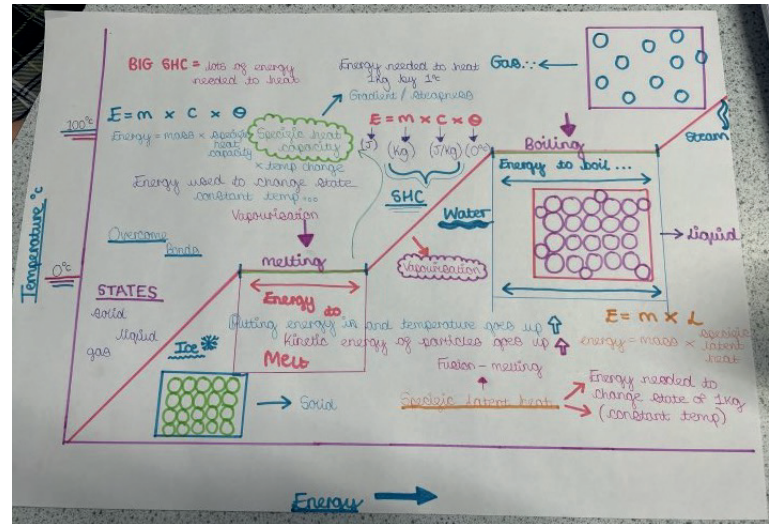 BIG SHC = lots of energy
needed to heat
Energy needed to heat
1kg by 1°c
Gradient / steepness
Gas
100°c
E = m x C x Θ
Energy = mass x specific
heat
capacity
x temp change
Specific heat
capacity
E = m x C x Θ
(J) (Kg) (J/kg) (0°c)
SHC
Boiling
Energy to boil ...
Steam
Energy used to change state
constant temp...
Vapourisation
Overcome
Bonds
Water
Liquid
Vapourisation
Temperature °c
0°c
melting
Energy to
Melt
STATES
solid
liquid
gas
Ice
Putting energy in and temperature goes up
Kinetic energy of particles goes up
E = m x L
energy = mass x specific
latent
heat
Fusion - melting
Specific latent heat
Energy needed to
change state of 1kg
(constant temp)
Solid
Energy